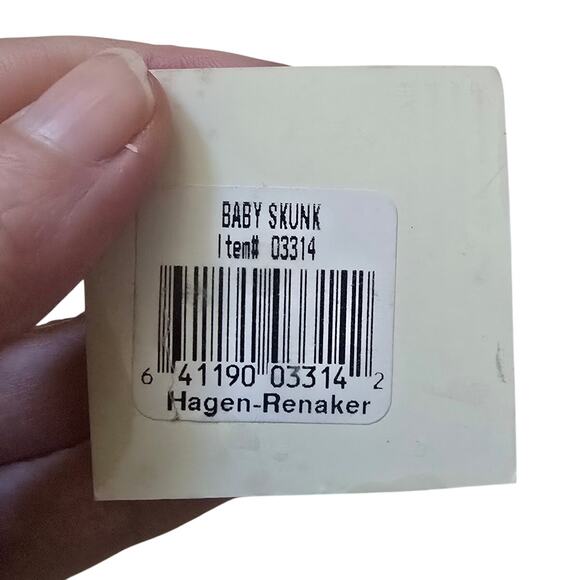 BABY SKUNK
Item# 03314
6 41190 03314 2
Hagen-Renaker